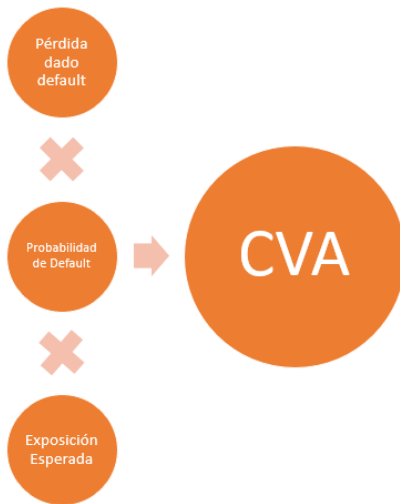 Pérdida
dado
default
Probabilidad
de Default
CVA
Exposición
Esperada